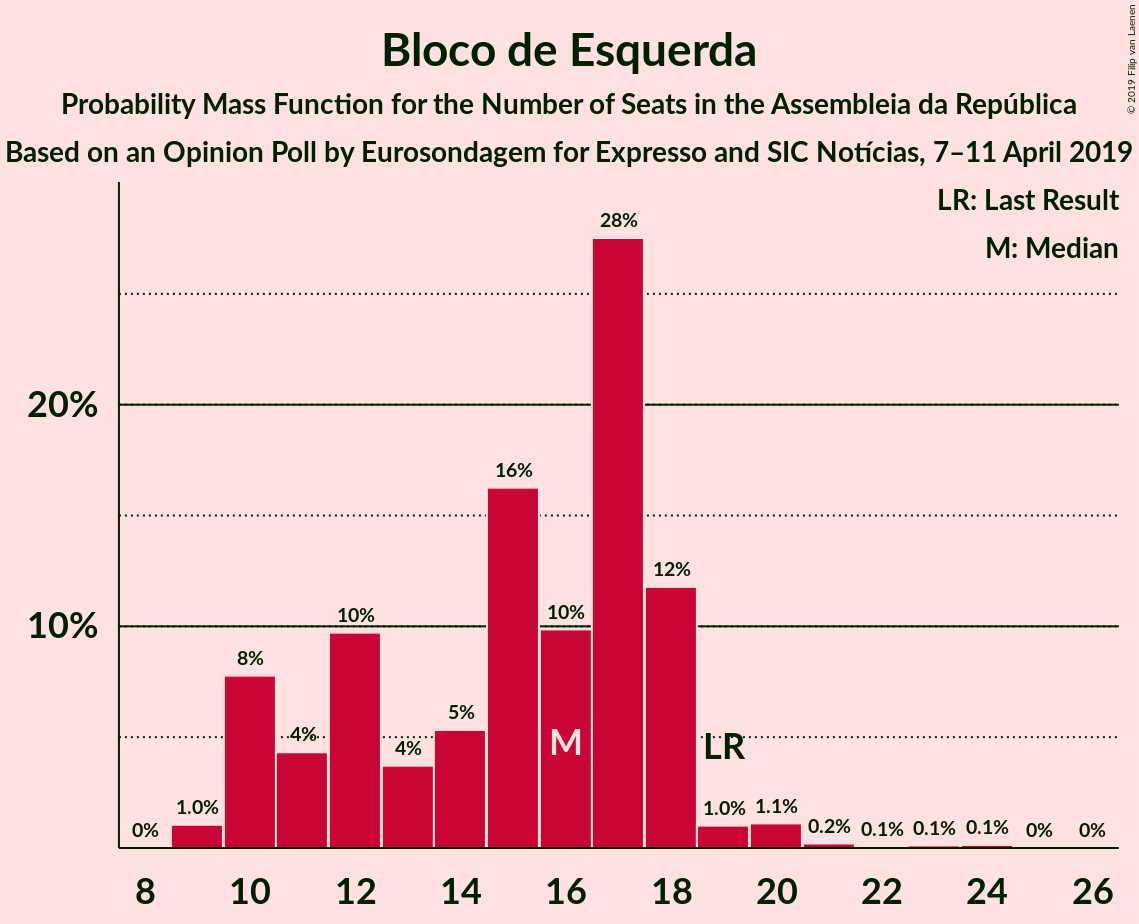 Bloco de Esquerda
Probability Mass Function for the Number of Seats in the Assembleia da República
Based on an Opinion Poll by Eurosondagem for Expresso and SIC Notícias, 7–11 April 2019
© 2019 Filip van Laenen
LR: Last Result
M: Median
28%
20%
16%
12%
10%
10%
10%
8%
5%
4%
4%
M
LR
1.0%
1.0%
1.1%
0%
0.2%
0.1%
0.1%
0.1%
0%
0%
8 10 12 14 16 18 20 22 24 26